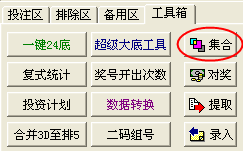 投注区 排除区 备用区 工具箱
一键24底 超级大底工具 集合
复式统计 奖号开出次数 对奖
投资计划 数据转换 提取
合并3D至排5 二码组号 录入